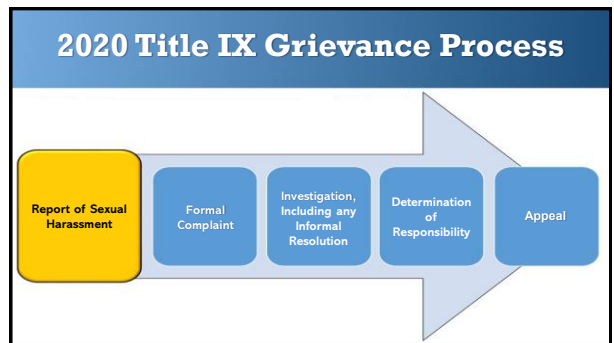 2020 Title IX Grievance Process
Report of Sexual
Harassment
Formal
Complaint
Investigation,
Including any
Informal
Resolution
Determination
of
Responsibility
Appeal